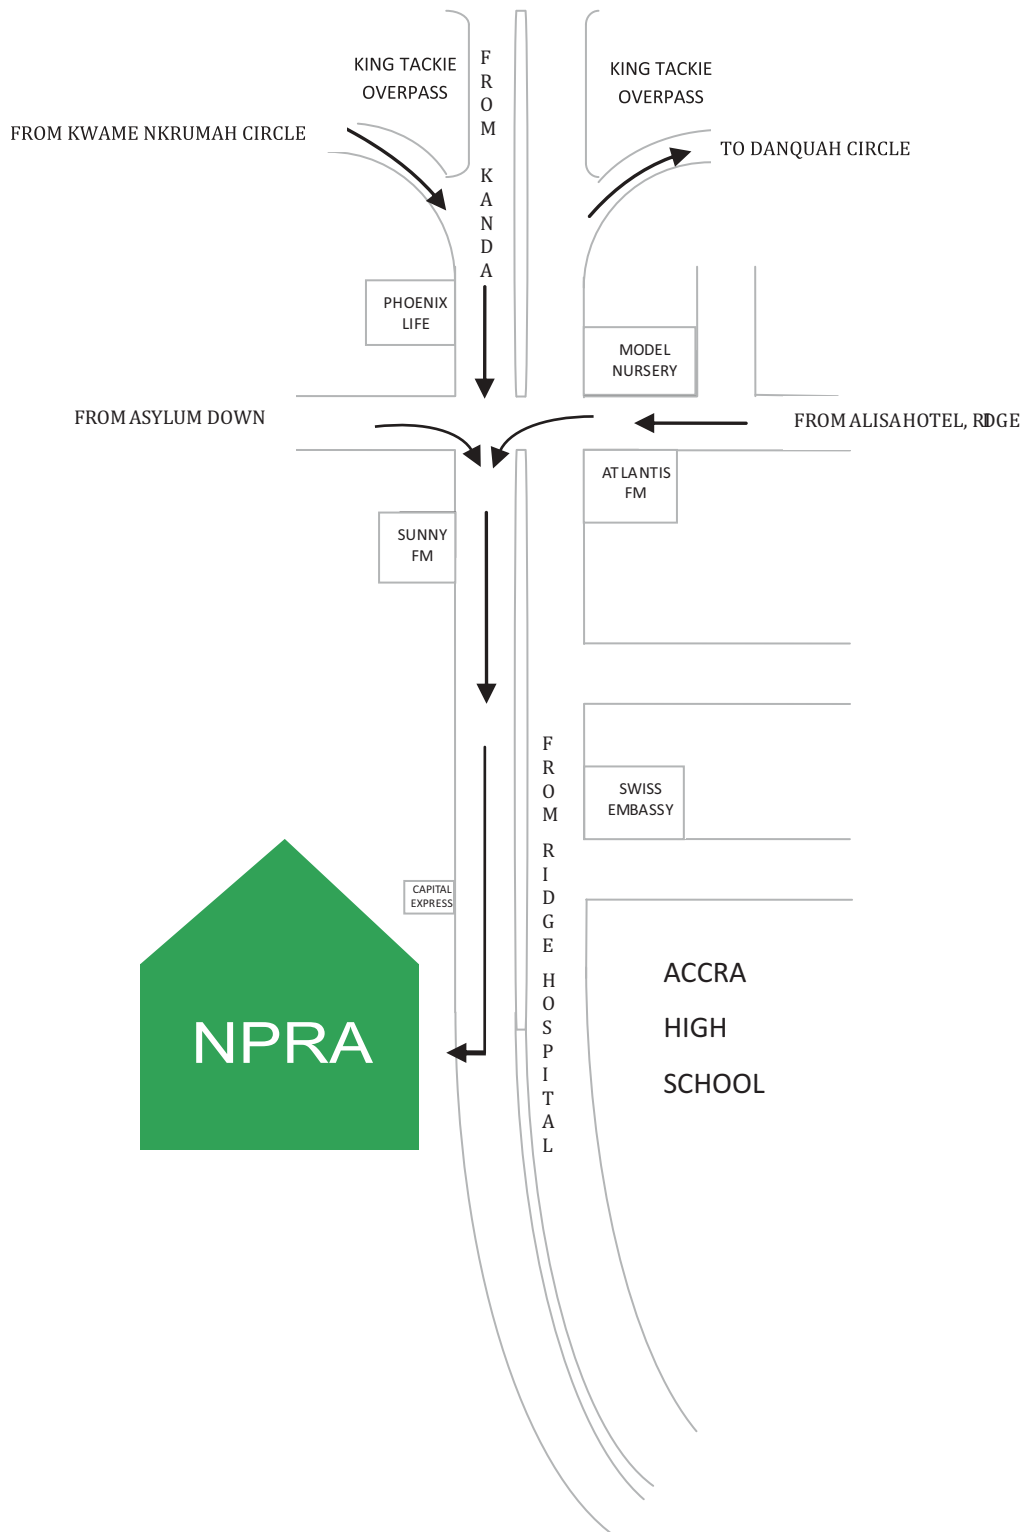 KING TACKIE
OVERPASS
FROM KANDA
KING TACKIE
OVERPASS
FROM KWAME NKRUMAH CIRCLE
TO DANQUAH CIRCLE
PHOENIX
LIFE
MODEL
NURSERY
FROM ASYLUM DOWN
FROM ALISA HOTEL, RIDGE
ATLANTIS
FM
SUNNY
FM
FROM RIDGE HOSPITAL
SWISS
EMBASSY
CAPITAL
EXPRESS
ACCRA
HIGH
SCHOOL
NPRA